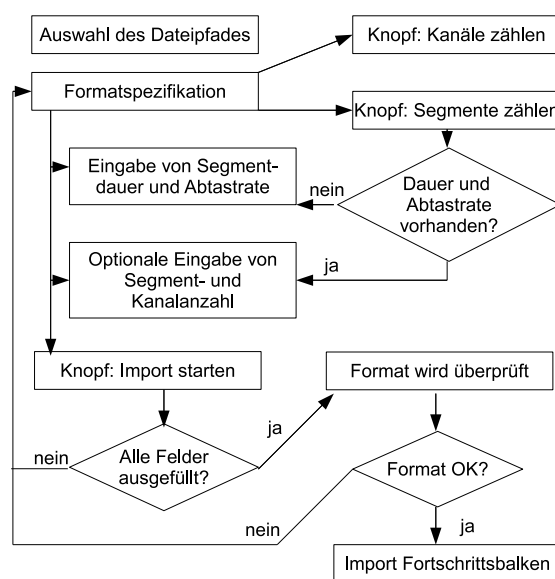 Auswahl des Dateipfades
Knopf: Kanäle zählen
Formatspezifikation
Knopf: Segmente zählen
Eingabe von Segment-
dauer und Abtastrate
nein
Dauer und
Abtastrate
vorhanden?
Optionale Eingabe von
Segment- und
Kanalanzahl
ja
Knopf: Import starten
Format wird überprüft
ja
nein
Alle Felder
ausgefüllt?
Format OK?
nein
ja
Import Fortschrittsbalken